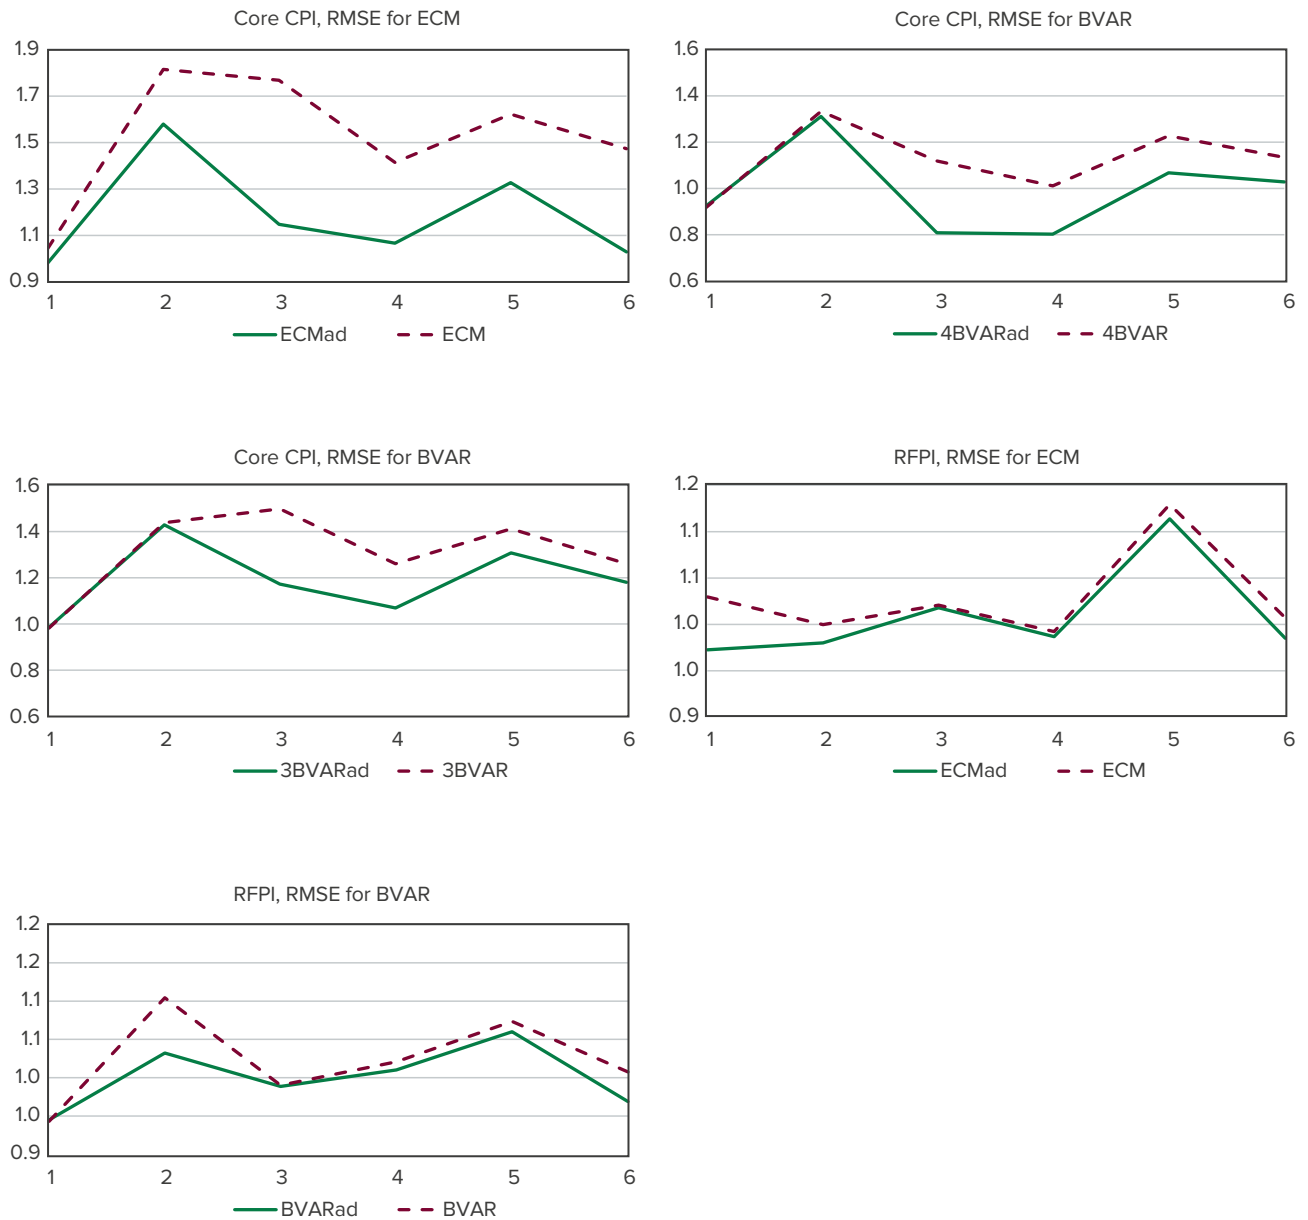 Core CPI, RMSE for ECM
1.9
1.7
1.5
1.3
1.1
0.9
1 2 3 4 5 6
ECMad ECM
Core CPI, RMSE for BVAR
1.6
1.4
1.2
1.0
0.8
0.6
1 2 3 4 5 6
4BVARad 4BVAR
Core CPI, RMSE for BVAR
1.6
1.4
1.2
1.0
0.8
0.6
1 2 3 4 5 6
3BVARad 3BVAR
RFPI, RMSE for ECM
1.2
1.1
1.1
1.0
1.0
0.9
1 2 3 4 5 6
ECMad ECM
RFPI, RMSE for BVAR
1.2
1.2
1.1
1.1
1.0
1.0
0.9
1 2 3 4 5 6
BVARad BVAR